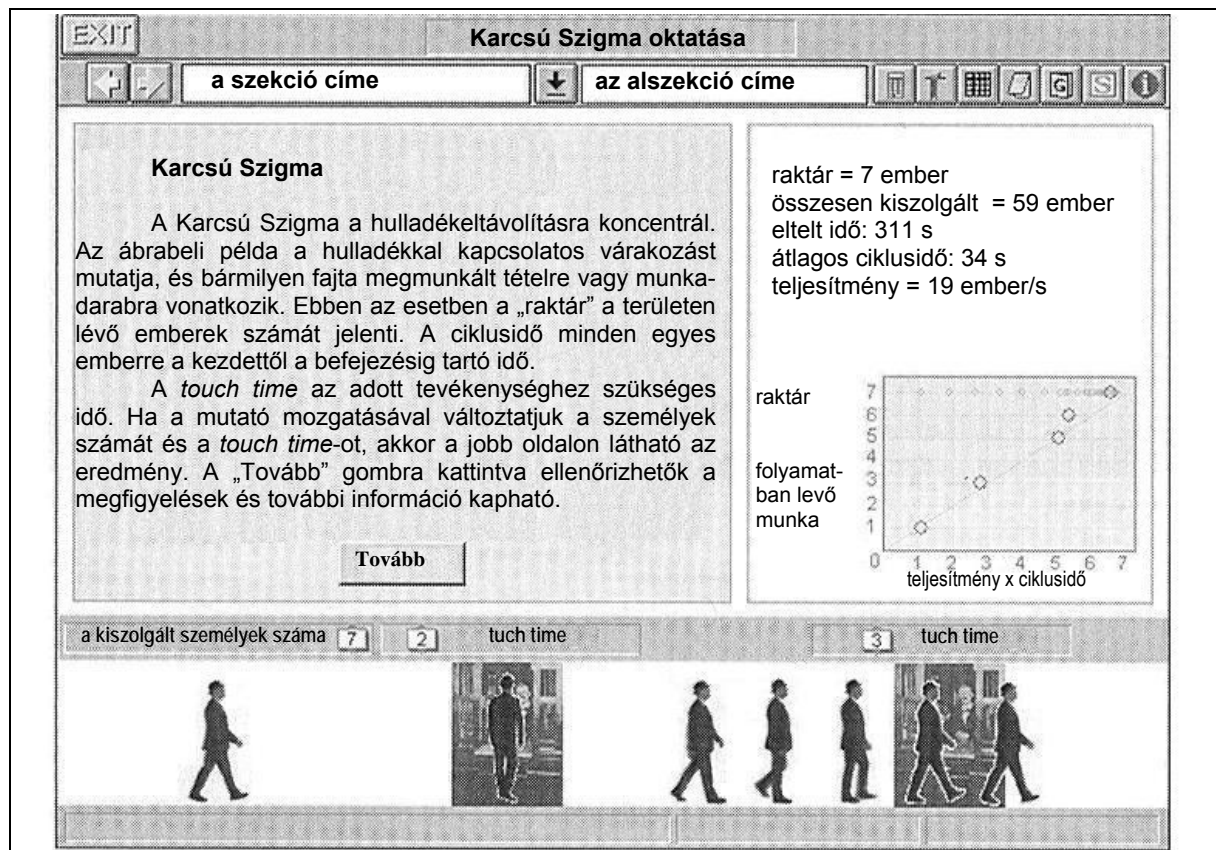 EXIT
Karcsú Szigma oktatása
a szekció címe
az alszekció címe
G
S
Karcsú Szigma
A Karcsú Szigma a hulladékeltávolításra koncentrál.
Az ábrabeli példa a hulladékkal kapcsolatos várakozást
mutatja, és bármilyen fajta megmunkált tételre vagy munka-
darabra vonatkozik. Ebben az esetben a „raktár” a területen
lévő emberek számát jelenti. A ciklusidő minden egyes
emberre a kezdettől a befejezésig tartó idő.
A touch time az adott tevékenységhez szükséges
idő. Ha a mutató mozgatásával változtatjuk a személyek
számát és a touch time-ot, akkor a jobb oldalon látható az
eredmény. A „Tovább” gombra kattintva ellenőrizhetők a
megfigyelések és további információ kapható.
Tovább
raktár = 7 ember
összesen kiszolgált = 59 ember
eltelt idő: 311 s
átlagos ciklusidő: 34 s
teljesítmény = 19 ember/s
raktár
folyamat-
ban levő
munka
7
6
5
4
3
2
1
0 1 2 3 4 5 6 7
teljesítmény x ciklusidő
a kiszolgált személyek száma 7
2 tuch time
3 tuch time